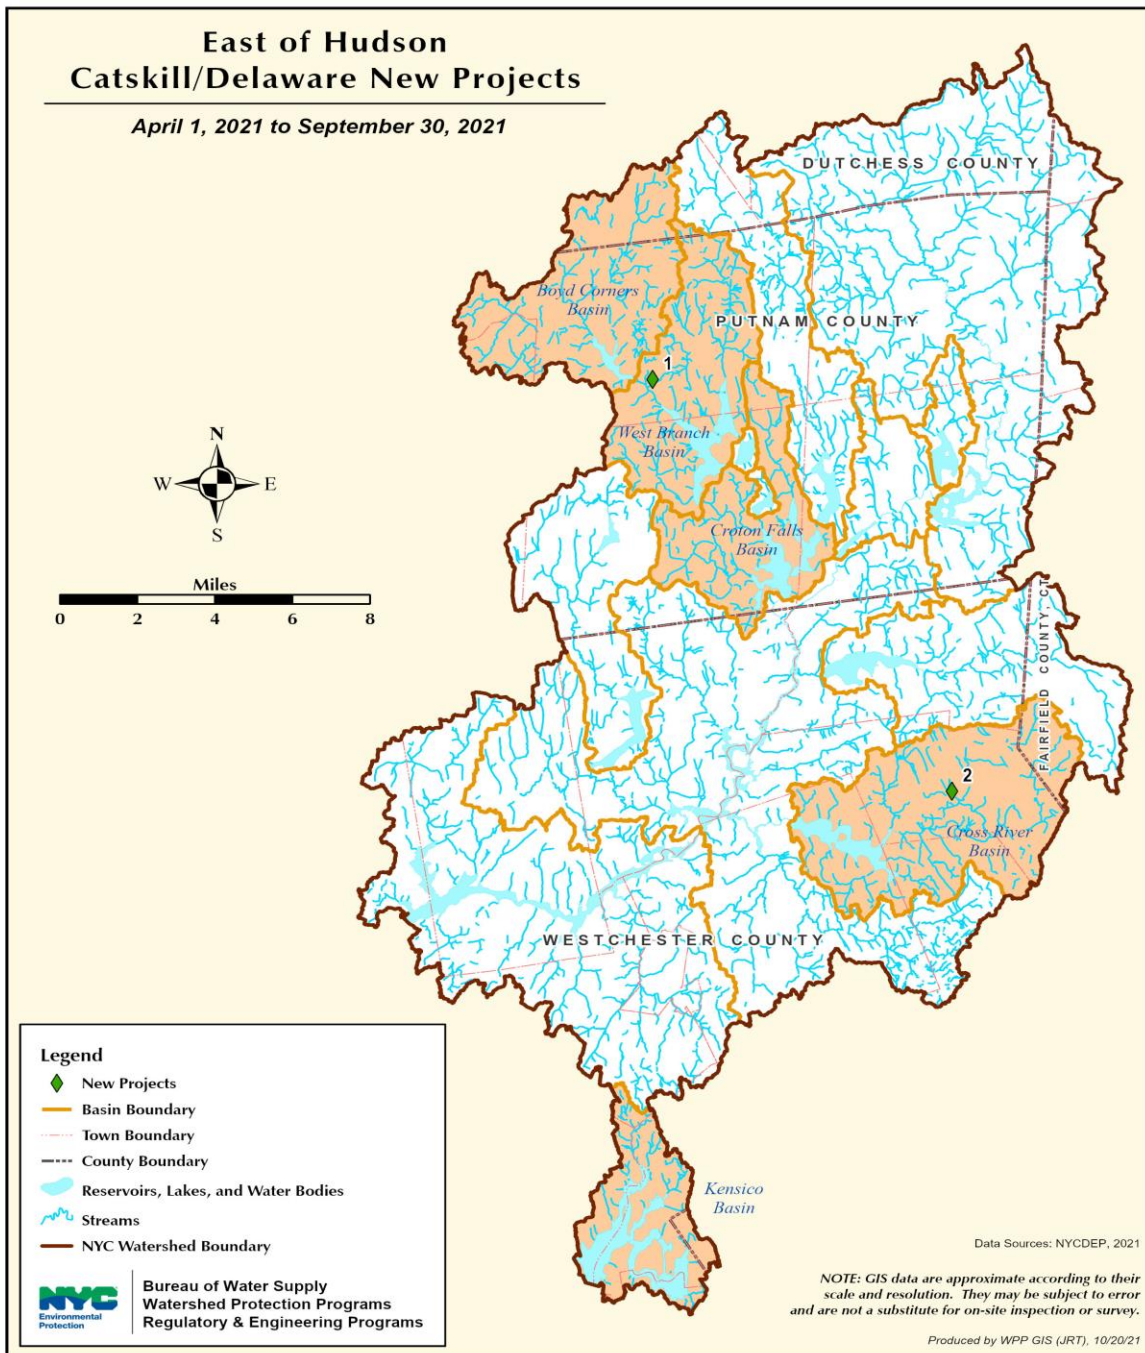 East of Hudson
Catskill/Delaware New Projects
April 1, 2021 to September 30, 2021
DUTCHESS COUNTY
Boyd Corners
Basin
PUTNAM COUNTY
1
West Branch
Basin
Croton Falls
Basin
N
W
E
S
Miles
0 2 4 6 8
FAIRFIELD COUNTY, CT
2
Cross River
Basin
WESTCHESTER COUNTY
Kensico
Basin
Legend
New Projects
Basin Boundary
Town Boundary
County Boundary
Reservoirs, Lakes, and Water Bodies
Streams
NYC Watershed Boundary
NYC
Environmental
Protection
Bureau of Water Supply
Watershed Protection Programs
Regulatory & Engineering Programs
Data Sources: NYCDEP, 2021
NOTE: GIS data are approximate according to their
scale and resolution. They may be subject to error
and are not a substitute for on-site inspection or survey.
Produced by WPP GIS (JRT), 10/20/21